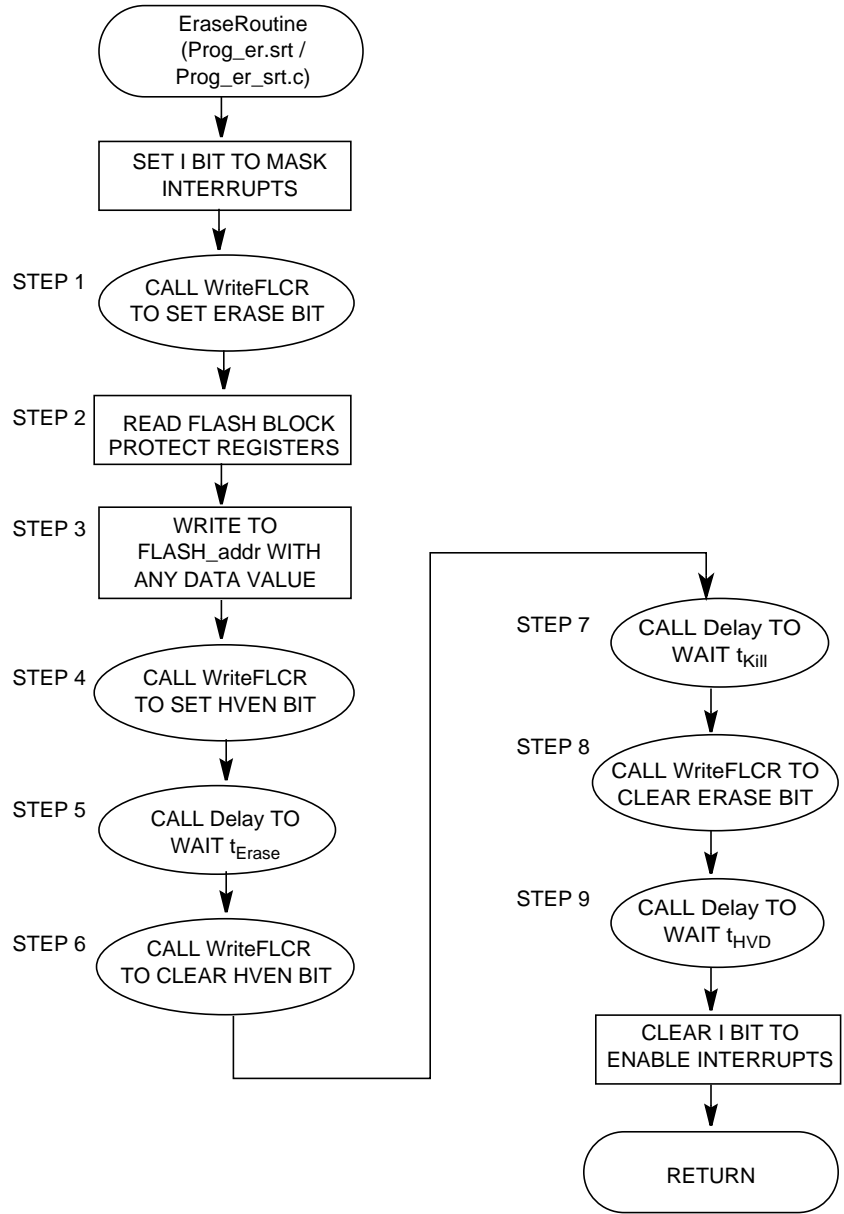 EraseRoutine
(Prog_er.srt /
Prog_er_srt.c)
SET I BIT TO MASK
INTERRUPTS
STEP 1
CALL WriteFLCR
TO SET ERASE BIT
STEP 2
READ FLASH BLOCK
PROTECT REGISTERS
STEP 3
WRITE TO
FLASH_addr WITH
ANY DATA VALUE
STEP 4
CALL WriteFLCR
TO SET HVEN BIT
STEP 5
CALL Delay TO
WAIT tErase
STEP 6
CALL WriteFLCR
TO CLEAR HVEN BIT
STEP 7
CALL Delay TO
WAIT tKill
STEP 8
CALL WriteFLCR TO
CLEAR ERASE BIT
STEP 9
CALL Delay TO
WAIT tHVD
CLEAR I BIT TO
ENABLE INTERRUPTS
RETURN